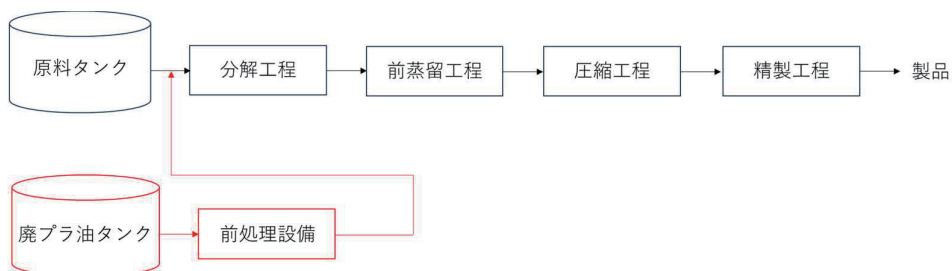 原料タンク
分解工程
前蒸留工程
圧縮工程
精製工程
製品
廃プラ油タンク
前処理設備